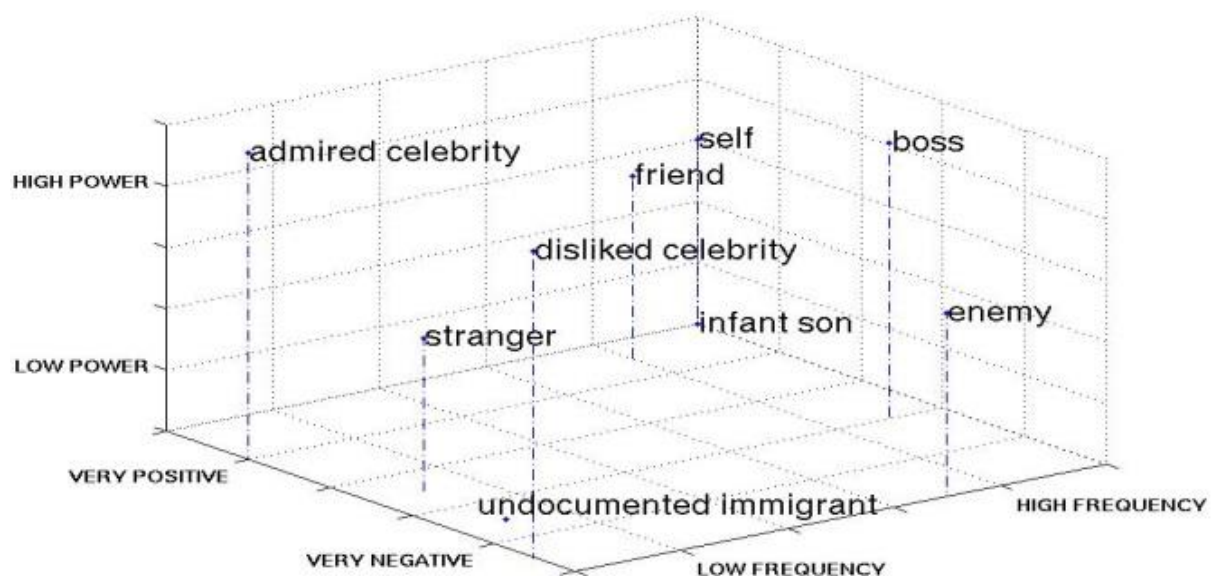 self
boss
admired celebrity
friend
HIGH POWER
disliked celebrity
infant son
enemy
stranger
LOW POWER
VERY POSITIVE
undocumented immigrant
HIGH FREQUENCY
VERY NEGATIVE
LOW FREQUENCY